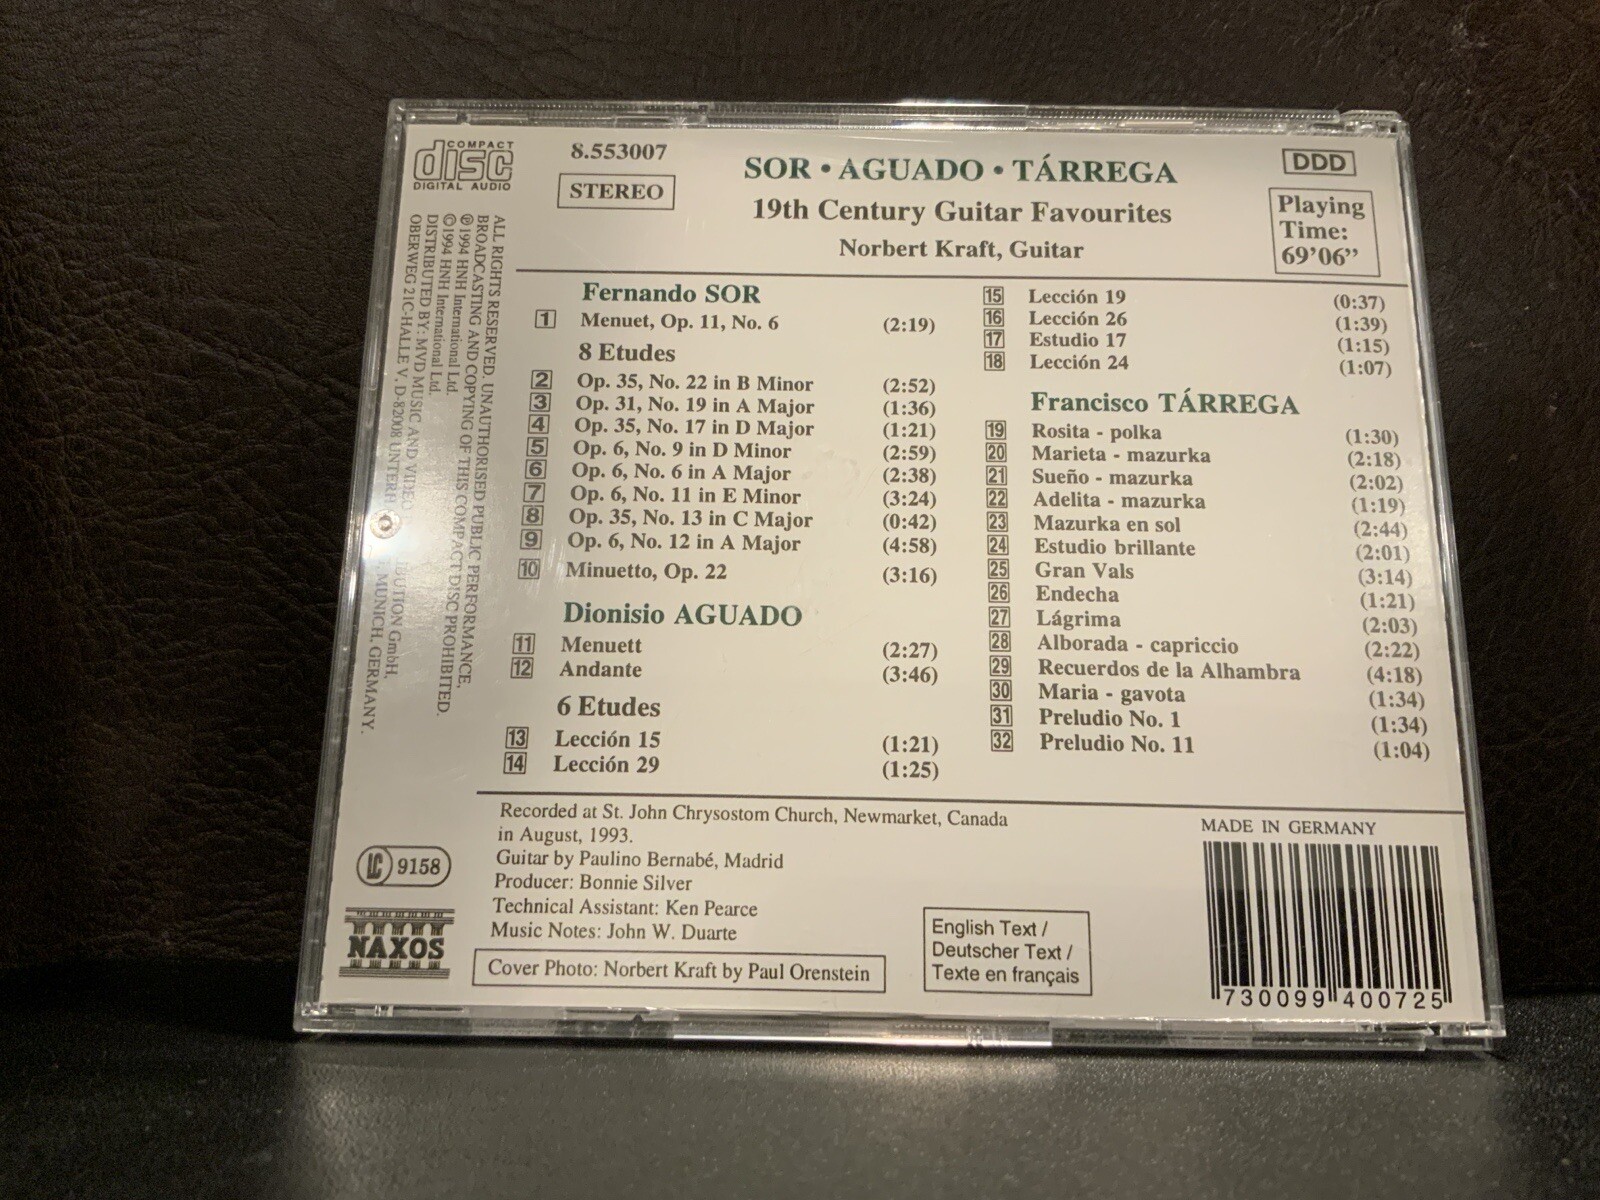 COMPACT
disc
DIGITAL AUDIO
8.553007
STEREO
SOR • AGUADO • TÁRREGA
19th Century Guitar Favourites
Norbert Kraft, Guitar
DDD
Playing
Time:
69’06”
Fernando SOR
1 Menuet, Op. 11, No. 6 (2:19)
8 Etudes
2 Op. 35, No. 22 in B Minor (2:52)
3 Op. 31, No. 19 in A Major (1:36)
4 Op. 35, No. 17 in D Major (1:21)
5 Op. 6, No. 9 in D Minor (2:59)
6 Op. 6, No. 6 in A Major (2:38)
7 Op. 6, No. 11 in E Minor (3:24)
8 Op. 35, No. 13 in C Major (0:42)
9 Op. 6, No. 12 in A Major (4:58)
10 Minuetto, Op. 22 (3:16)
Dionisio AGUADO
11 Menuett (2:27)
12 Andante (3:46)
6 Etudes
13 Lección 15 (1:21)
14 Lección 29 (1:25)
15 Lección 19 (0:37)
16 Lección 26 (1:39)
17 Estudio 17 (1:15)
18 Lección 24 (1:07)
Francisco TÁRREGA
19 Rosita - polka (1:30)
20 Marieta - mazurka (2:18)
21 Sueño - mazurka (2:02)
22 Adelita - mazurka (1:19)
23 Mazurka en sol (2:44)
24 Estudio brillante (2:01)
25 Gran Vals (3:14)
26 Endecha (1:21)
27 Lágrima (2:03)
28 Alborada - capriccio (2:22)
29 Recuerdos de la Alhambra (4:18)
30 Maria - gavota (1:34)
31 Preludio No. 1 (1:34)
32 Preludio No. 11 (1:04)
ALL RIGHTS RESERVED. UNAUTHORISED PUBLIC PERFORMANCE,
BROADCASTING AND COPYING OF THIS COMPACT DISC PROHIBITED.
℗ 1994 HNH International Ltd.
© 1994 HNH International Ltd.
DISTRIBUTED BY: MVD MUSIC AND VIDEO GmbH,
OBERWEG 21C-HALLE V. D-82008 MUNICH, GERMANY.
LC 9158
NAXOS
Recorded at St. John Chrysostom Church, Newmarket, Canada
in August, 1993.
Guitar by Paulino Bernabé, Madrid
Producer: Bonnie Silver
Technical Assistant: Ken Pearce
Music Notes: John W. Duarte
Cover Photo: Norbert Kraft by Paul Orenstein
English Text /
Deutscher Text /
Texte en français
MADE IN GERMANY
730099 400725